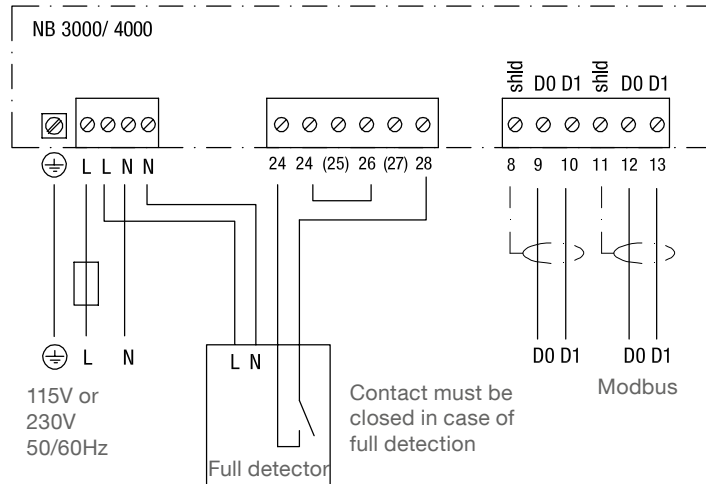 NB 3000/ 4000
shld D0 D1 shld D0 D1
L L N N 24 24 (25) 26 (27) 28 8 9 10 11 12 13
L N L N D0 D1 D0 D1
115V or
230V
50/60Hz
Full detector
Contact must be
closed in case of
full detection
Modbus